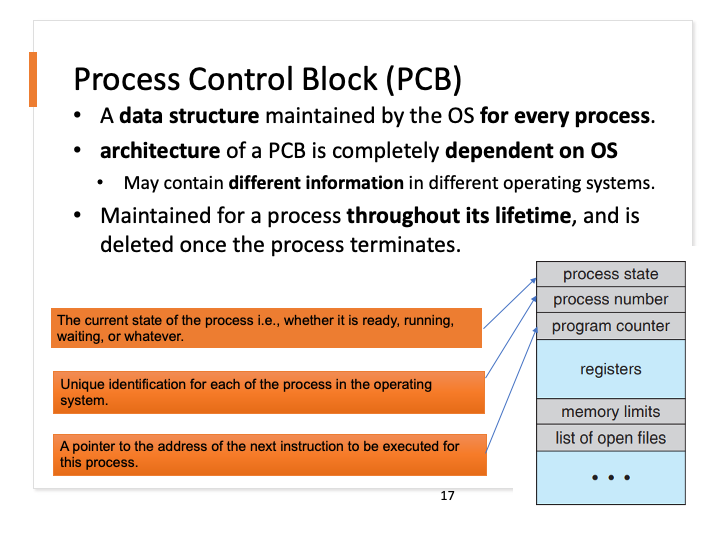 Process Control Block (PCB)
• A data structure maintained by the OS for every process.
• architecture of a PCB is completely dependent on OS
• May contain different information in different operating systems.
• Maintained for a process throughout its lifetime, and is
deleted once the process terminates.
The current state of the process i.e., whether it is ready, running,
waiting, or whatever.
Unique identification for each of the process in the operating
system.
A pointer to the address of the next instruction to be executed for
this process.
process state
process number
program counter
registers
memory limits
list of open files
• • •
17